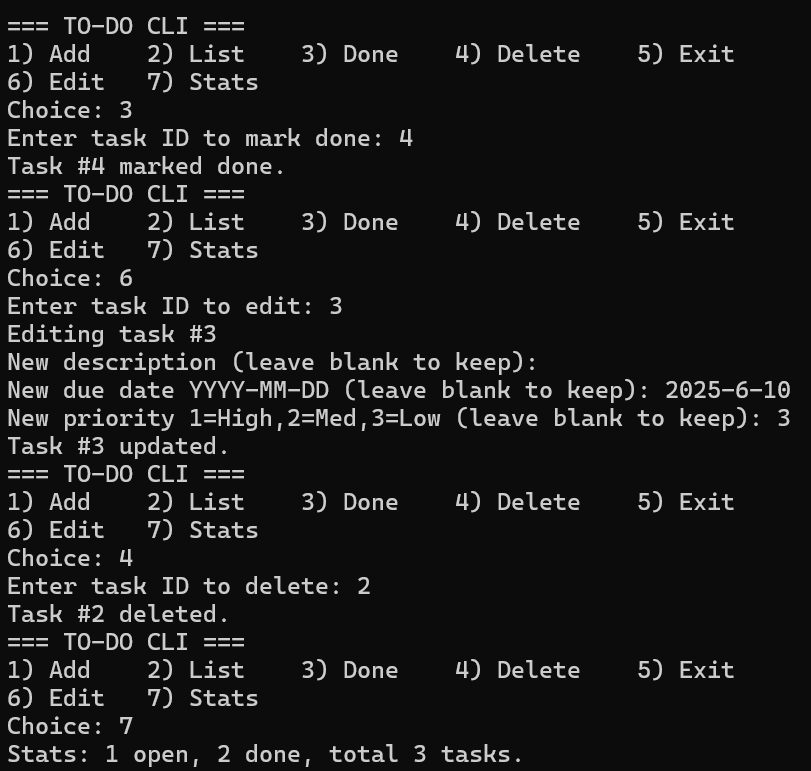 === TO-DO CLI ===
1) Add    2) List    3) Done    4) Delete    5) Exit
6) Edit   7) Stats
Choice: 3
Enter task ID to mark done: 4
Task #4 marked done.
=== TO-DO CLI ===
1) Add    2) List    3) Done    4) Delete    5) Exit
6) Edit   7) Stats
Choice: 6
Enter task ID to edit: 3
Editing task #3
New description (leave blank to keep):
New due date YYYY-MM-DD (leave blank to keep): 2025-6-10
New priority 1=High,2=Med,3=Low (leave blank to keep): 3
Task #3 updated.
=== TO-DO CLI ===
1) Add    2) List    3) Done    4) Delete    5) Exit
6) Edit   7) Stats
Choice: 4
Enter task ID to delete: 2
Task #2 deleted.
=== TO-DO CLI ===
1) Add    2) List    3) Done    4) Delete    5) Exit
6) Edit   7) Stats
Choice: 7
Stats: 1 open, 2 done, total 3 tasks.